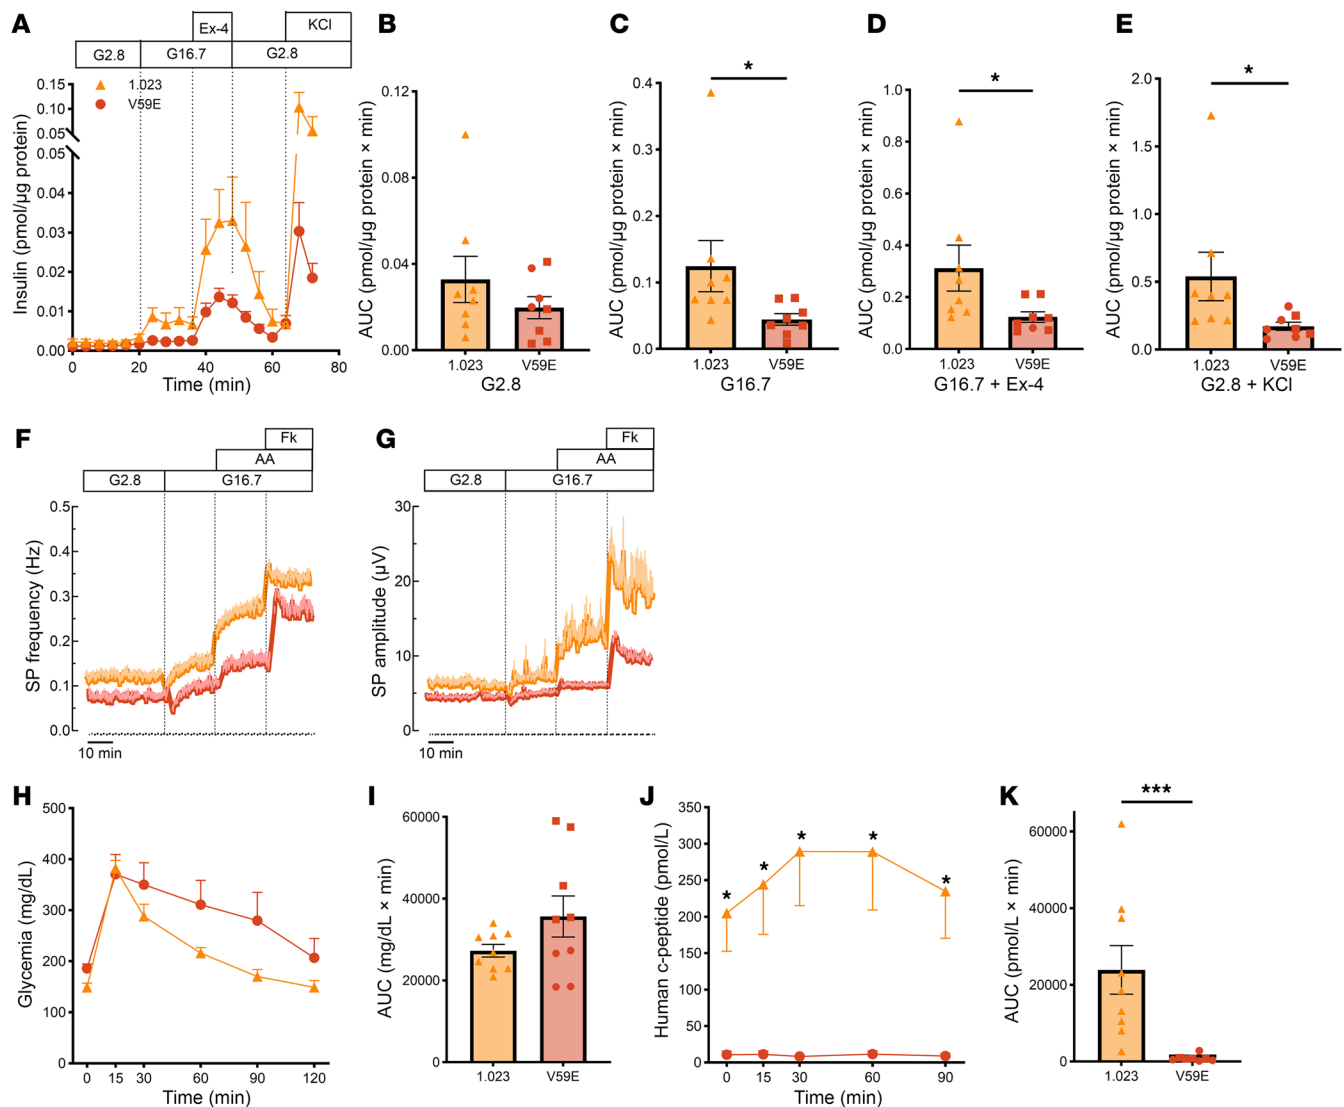 A
Ex-4
KCl
G2.8
G16.7
G2.8
1.023
V59E
0.15
0.10
0.05
0.05
0.04
0.03
0.02
0.01
0.00
Insulin (pmol/µg protein)
0
20
40
60
80
Time (min)
B
AUC (pmol/µg protein × min)
0.12
0.08
0.04
0.00
1.023
V59E
G2.8
C
AUC (pmol/µg protein × min)
0.4
0.3
0.2
0.1
0.0
*
1.023
V59E
G16.7
D
AUC (pmol/µg protein × min)
1.0
0.8
0.6
0.4
0.2
0.0
*
1.023
V59E
G16.7 + Ex-4
E
AUC (pmol/µg protein × min)
2.0
1.5
1.0
0.5
0.0
*
1.023
V59E
G2.8 + KCl
F
Fk
AA
G2.8
G16.7
SP frequency (Hz)
0.5
0.4
0.3
0.2
0.1
0.0
10 min
G
Fk
AA
G2.8
G16.7
SP amplitude (µV)
30
20
10
0
10 min
H
Glycemia (mg/dL)
500
400
300
200
100
0
0
15
30
60
90
120
Time (min)
I
AUC (mg/dL × min)
60000
40000
20000
0
1.023
V59E
J
Human c-peptide (pmol/L)
350
300
250
200
150
100
50
0
*
*
*
*
*
0
15
30
60
90
Time (min)
K
AUC (pmol/L × min)
60000
40000
20000
0
***
1.023
V59E